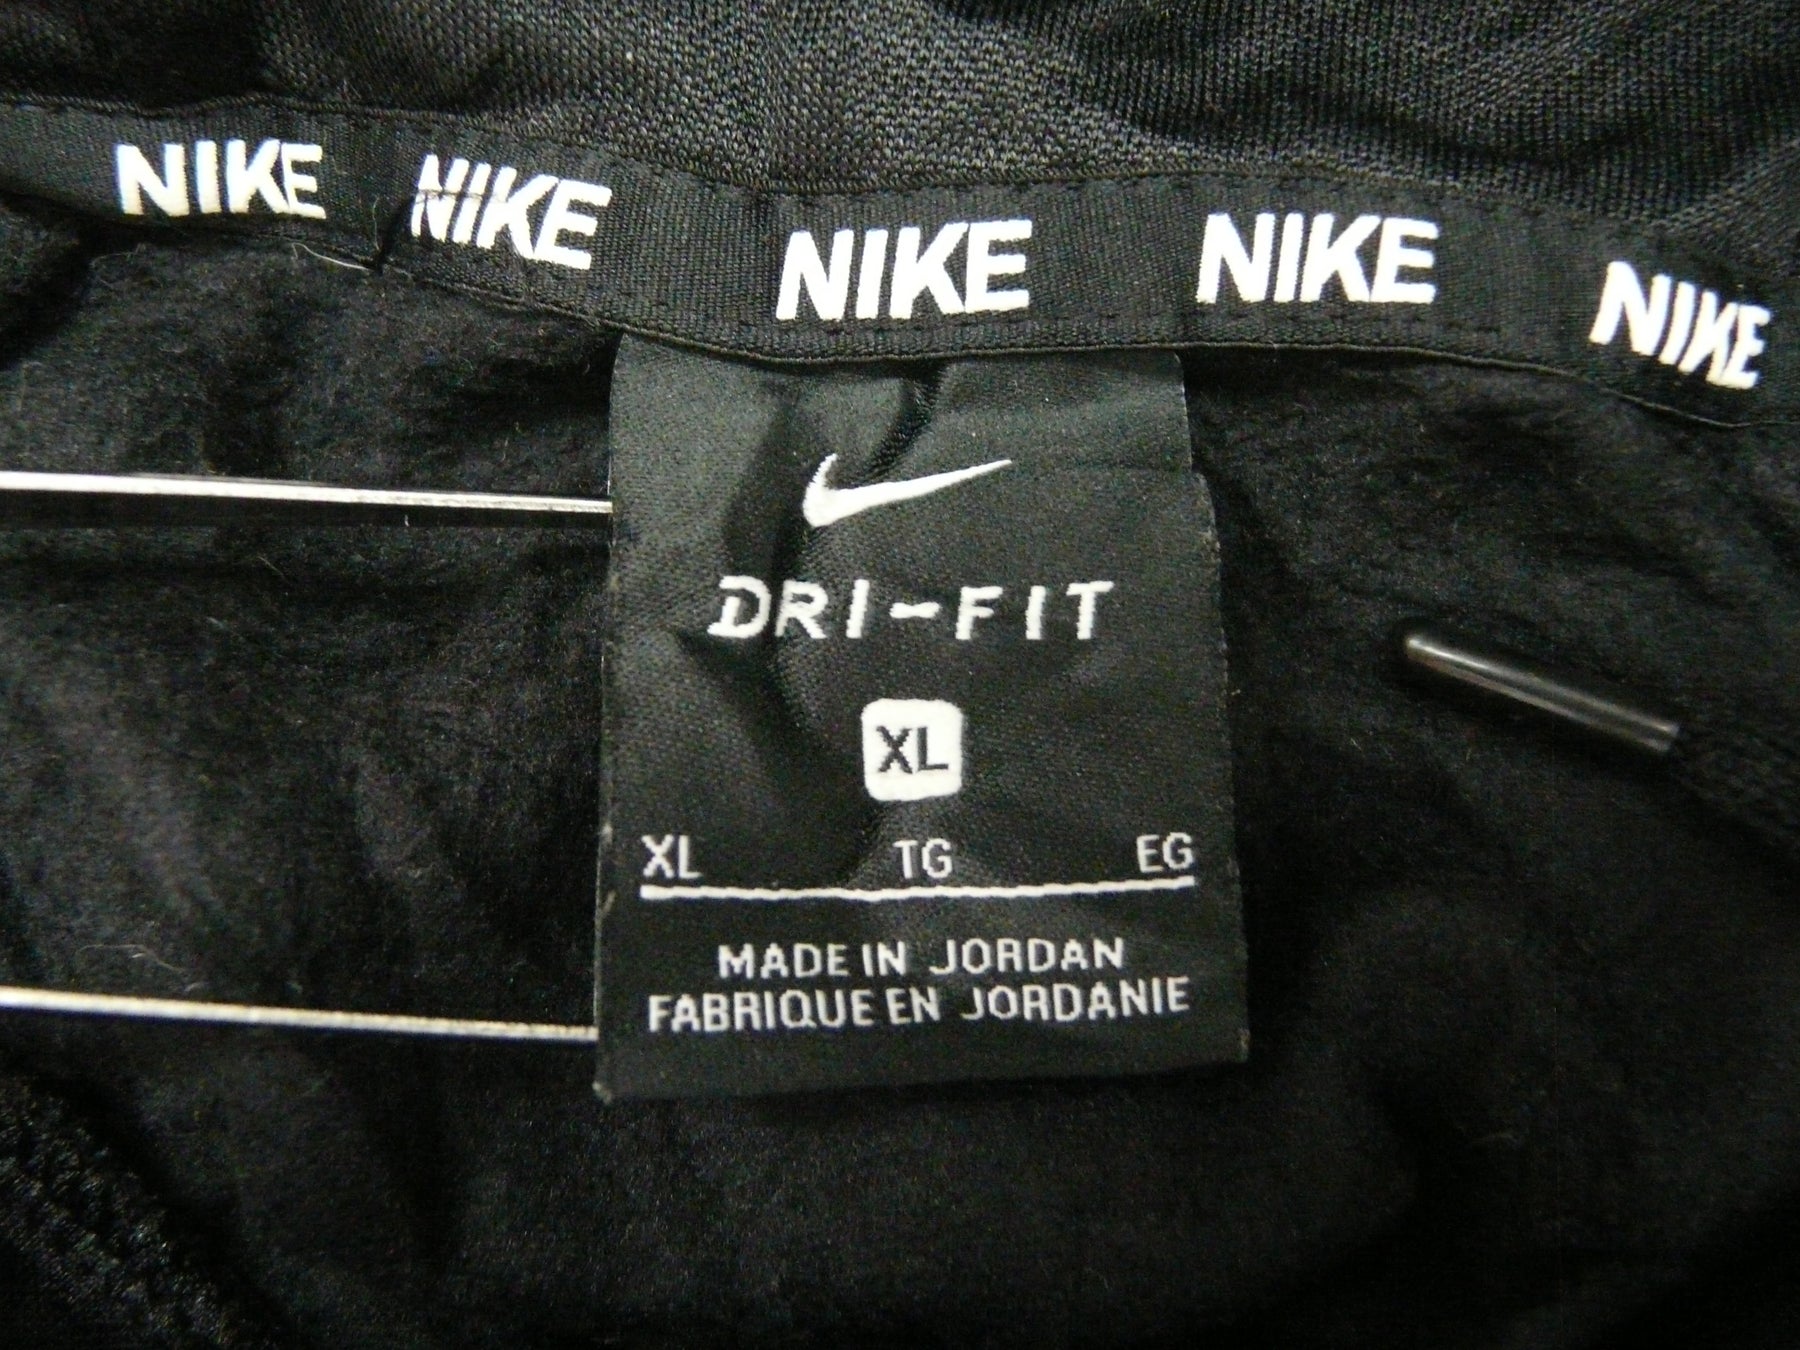 NIKE NIKE NIKE NIKE NIKE
DRI-FIT
XL
XL TG EG
MADE IN JORDAN
FABRIQUE EN JORDANIE